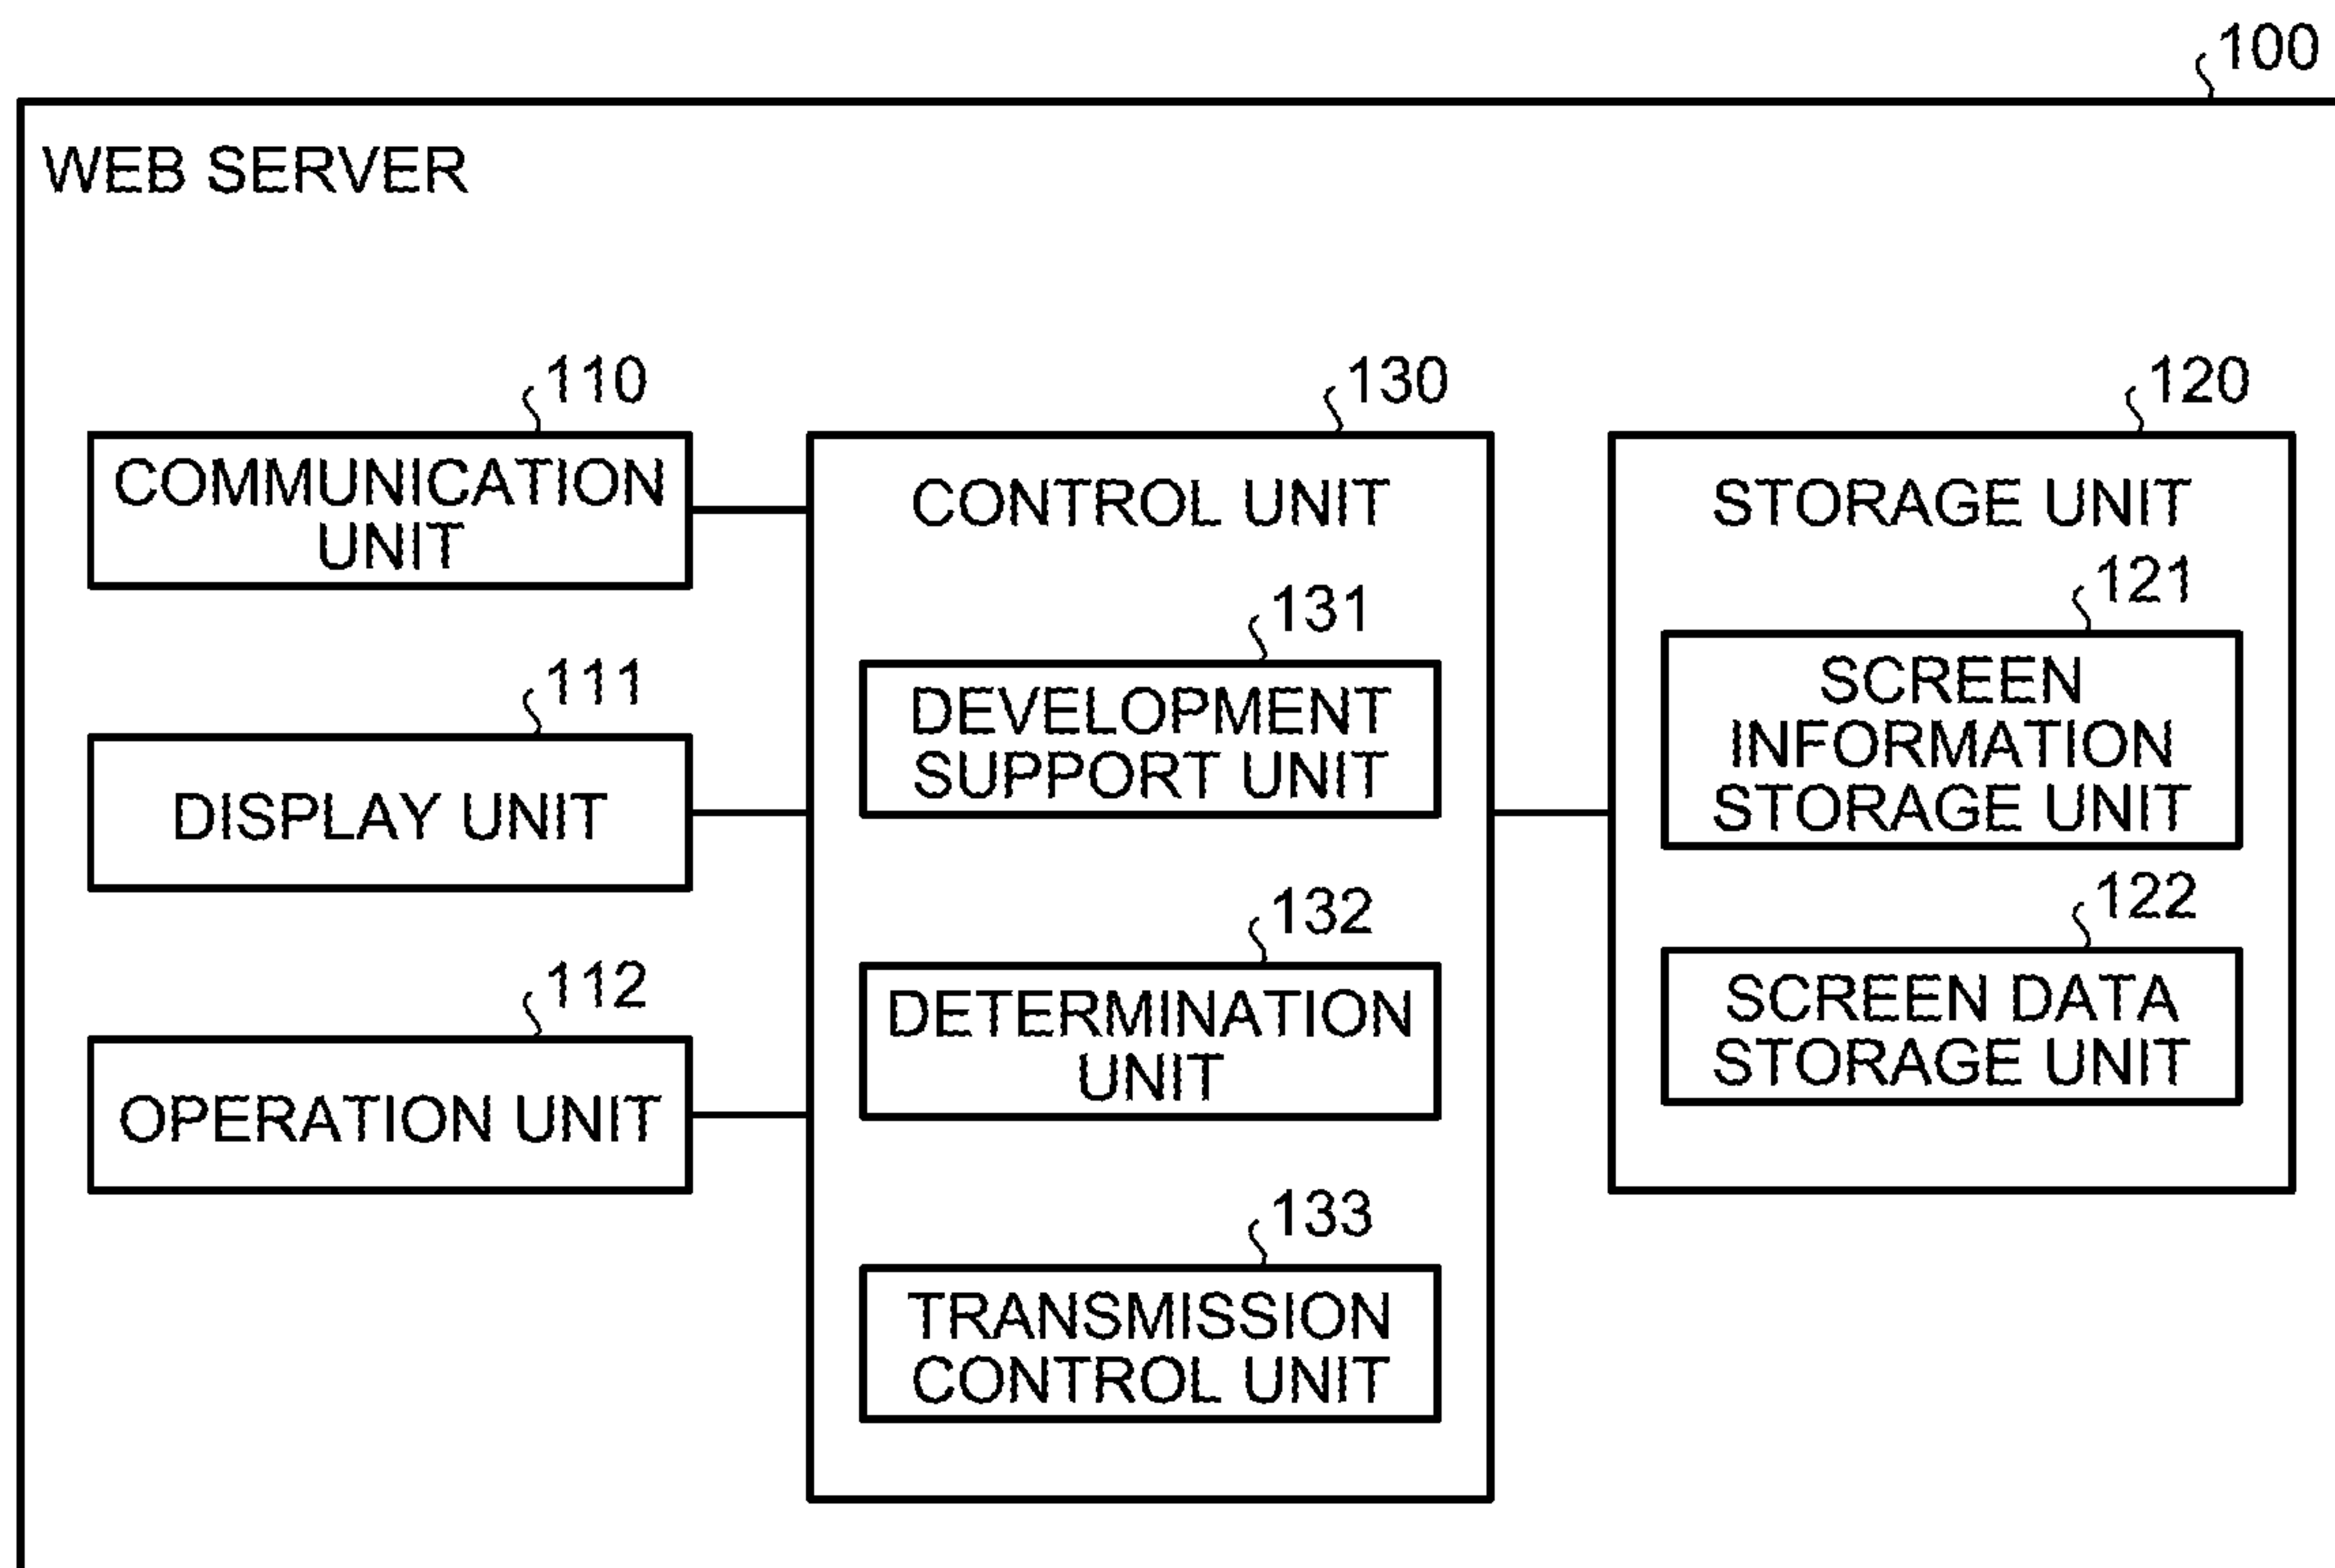 100
WEB SERVER
110
COMMUNICATION
UNIT
111
DISPLAY UNIT
112
OPERATION UNIT
130
CONTROL UNIT
131
DEVELOPMENT
SUPPORT UNIT
132
DETERMINATION
UNIT
133
TRANSMISSION
CONTROL UNIT
120
STORAGE UNIT
121
SCREEN
INFORMATION
STORAGE UNIT
122
SCREEN DATA
STORAGE UNIT